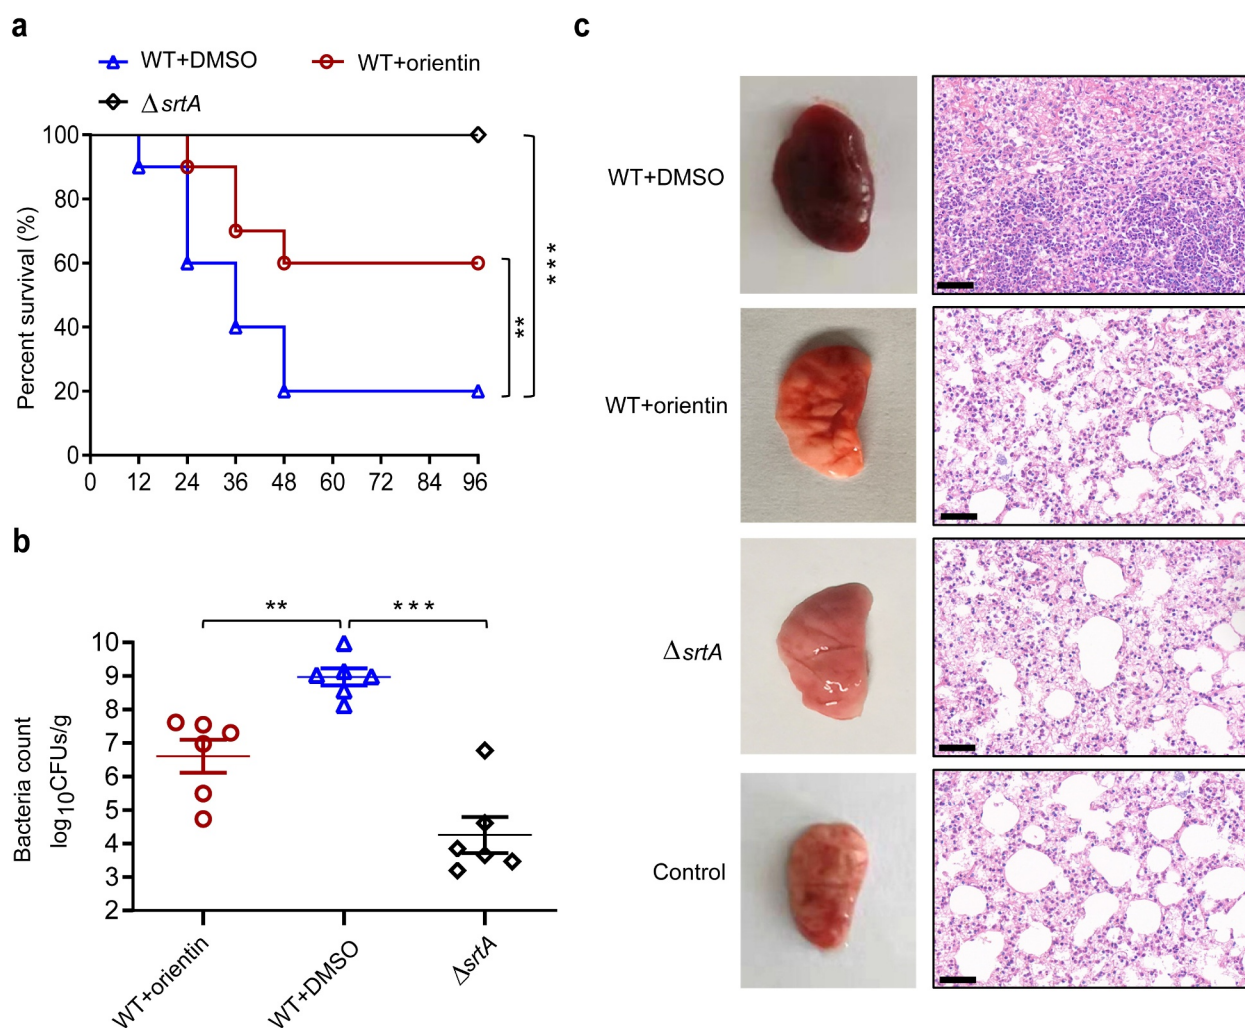 a
WT+DMSO
WT+orientin
ΔsrtA
Percent survival (%)
100
80
60
40
20
0
0 12 24 36 48 60 72 84 96
**
***
b
** ***
Bacteria count
log10CFUs/g
10
9
8
7
6
5
4
3
2
WT+orientin
WT+DMSO
ΔsrtA
c
WT+DMSO
WT+orientin
ΔsrtA
Control